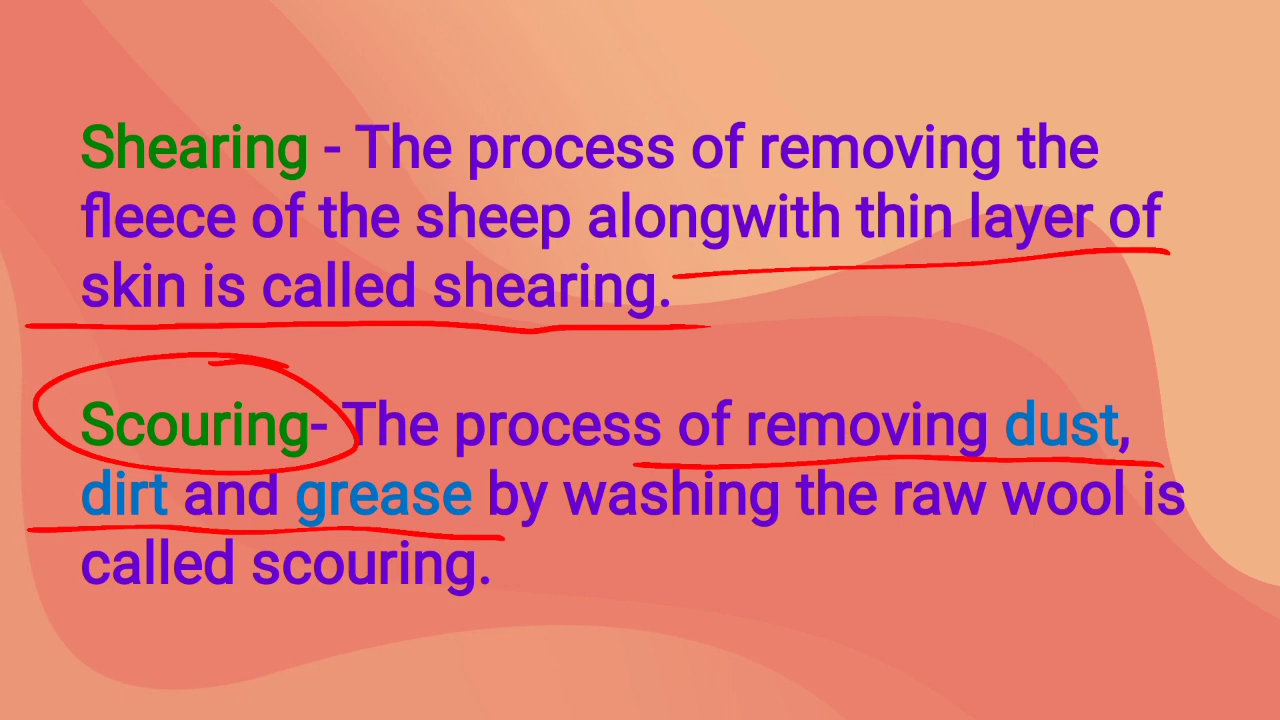 Shearing - The process of removing the
fleece of the sheep alongwith thin layer of
skin is called shearing.
Scouring- The process of removing dust,
dirt and grease by washing the raw wool is
called scouring.